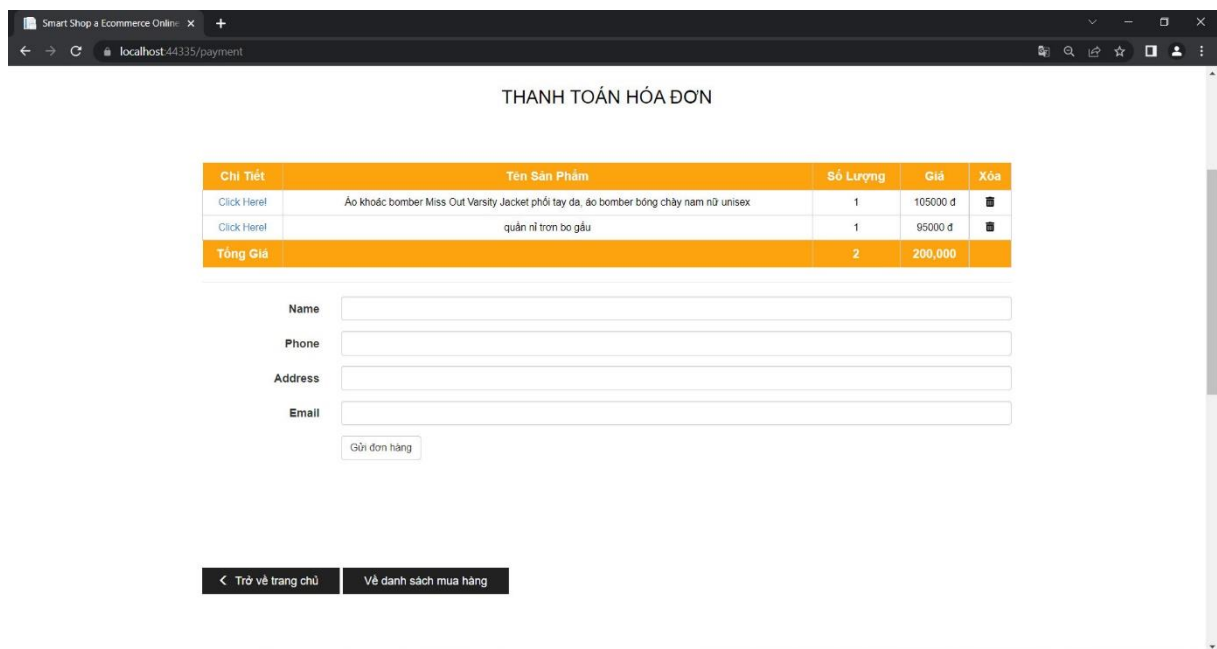 Smart Shop a Ecommerce Online
localhost:44335/payment
THANH TOÁN HÓA ĐƠN
Chi Tiết Tên Sản Phẩm Số Lượng Giá Xóa
Click Here! Áo khoác bomber Miss Out Varsity Jacket phối tay da, áo bomber bóng chày nam nữ unisex 1 105000 đ
Click Here! quần nỉ trơn bo gấu 1 95000 đ
Tổng Giá 2 200,000
Name
Phone
Address
Email
Gửi đơn hàng
Trở về trang chủ Về danh sách mua hàng